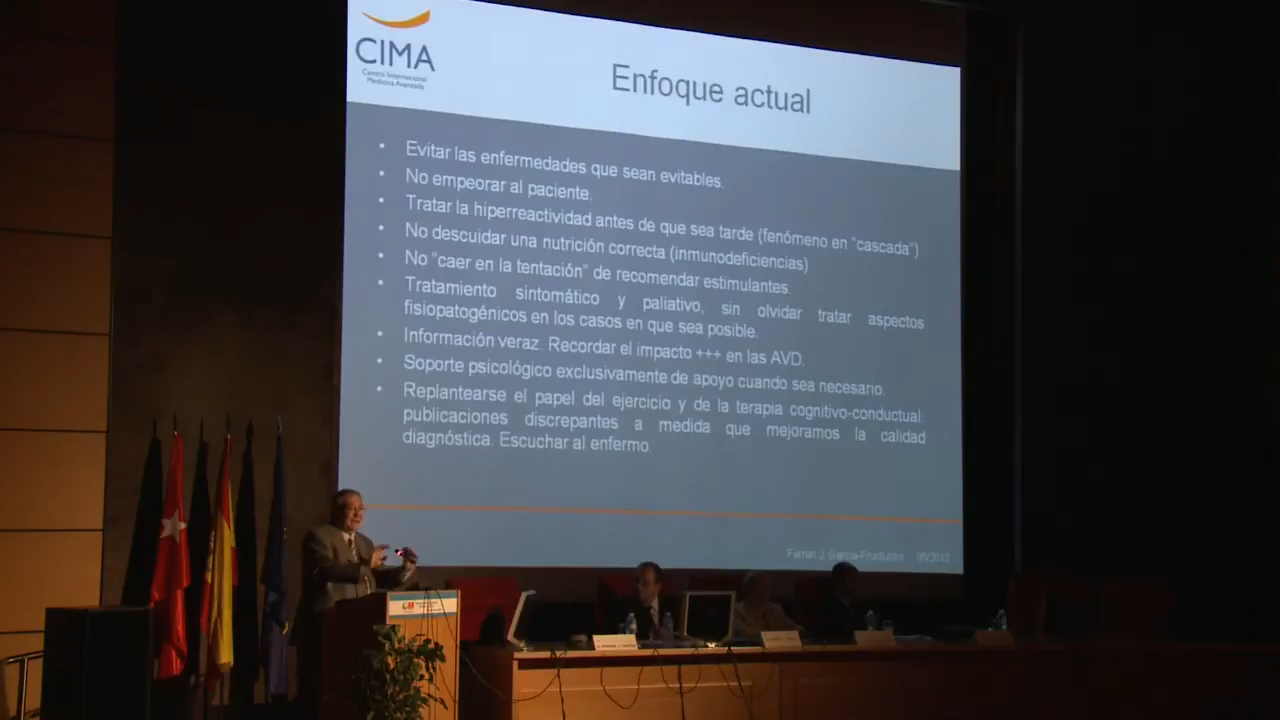 CIMA
Centro Internacional
Medicina Avanzada
Enfoque actual
• Evitar las enfermedades que sean evitables.
• No empeorar al paciente.
• Tratar la hiperreactividad antes de que sea tarde (fenómeno en “cascada”)
• No descuidar una nutrición correcta (inmunodeficiencias)
• No “caer en la tentación” de recomendar estimulantes.
• Tratamiento sintomático y paliativo, sin olvidar tratar aspectos
fisiopatogénicos en los casos en que sea posible.
• Información veraz. Recordar el impacto +++ en las AVD.
• Soporte psicológico exclusivamente de apoyo cuando sea necesario.
• Replantearse el papel del ejercicio y de la terapia cognitivo-conductual:
publicaciones discrepantes a medida que mejoramos la calidad
diagnóstica. Escuchar al enfermo.
Ferran J. García-Fructuoso 05/2012